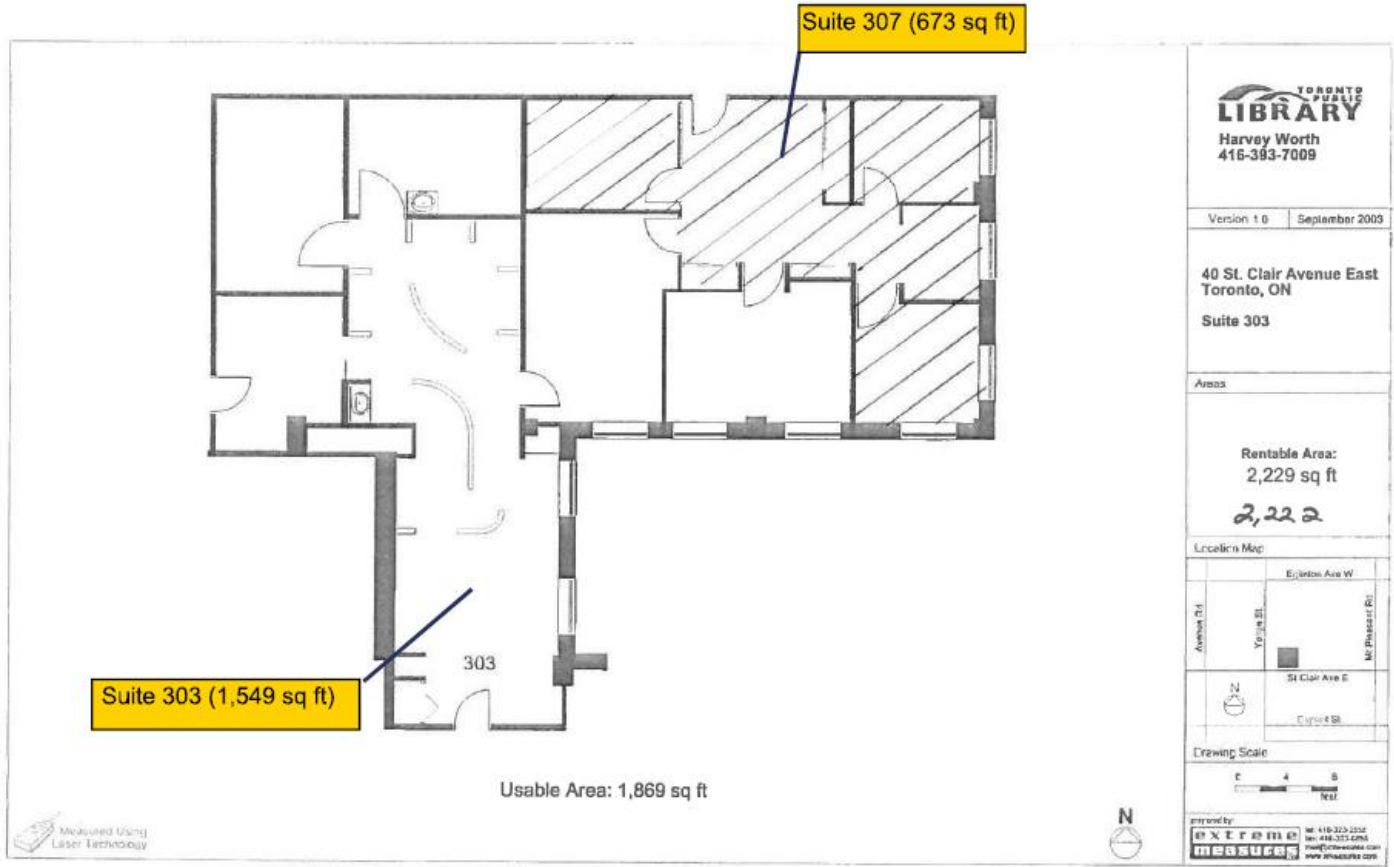 Suite 307 (673 sq ft)
TORONTO
PUBLIC
LIBRARY
Harvey Worth
416-393-7009
Version 1.0 September 2003
40 St. Clair Avenue East
Toronto, ON
Suite 303
Areas
Rentable Area:
2,229 sq ft
2,222
Location Map
Eglinton Ave W
Avenue Rd
Yonge St
Mt Pleasant Rd
St Clair Ave E
N
Drawing Scale
4 8
feet
prepared by
extreme
measures
303
Suite 303 (1,549 sq ft)
Usable Area: 1,869 sq ft
N
Measured Using
Laser Technology